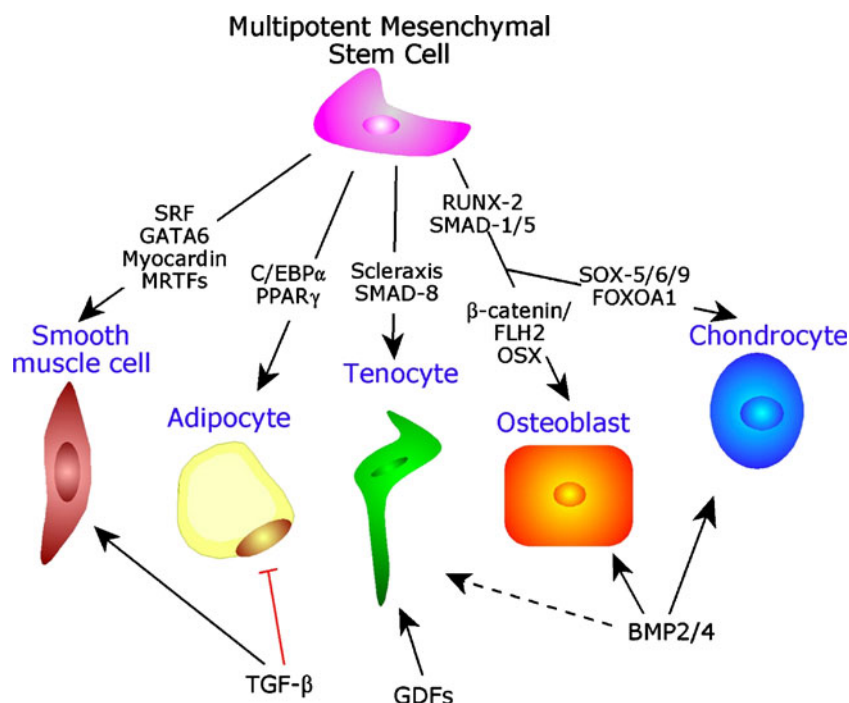 Multipotent Mesenchymal
Stem Cell
SRF
GATA6
Myocardin
MRTFs
C/EBPα
PPARγ
Scleraxis
SMAD-8
RUNX-2
SMAD-1/5
β-catenin/
FLH2
OSX
SOX-5/6/9
FOXOA1
Smooth
muscle cell
Adipocyte
Tenocyte
Osteoblast
Chondrocyte
TGF-β
GDFs
BMP2/4